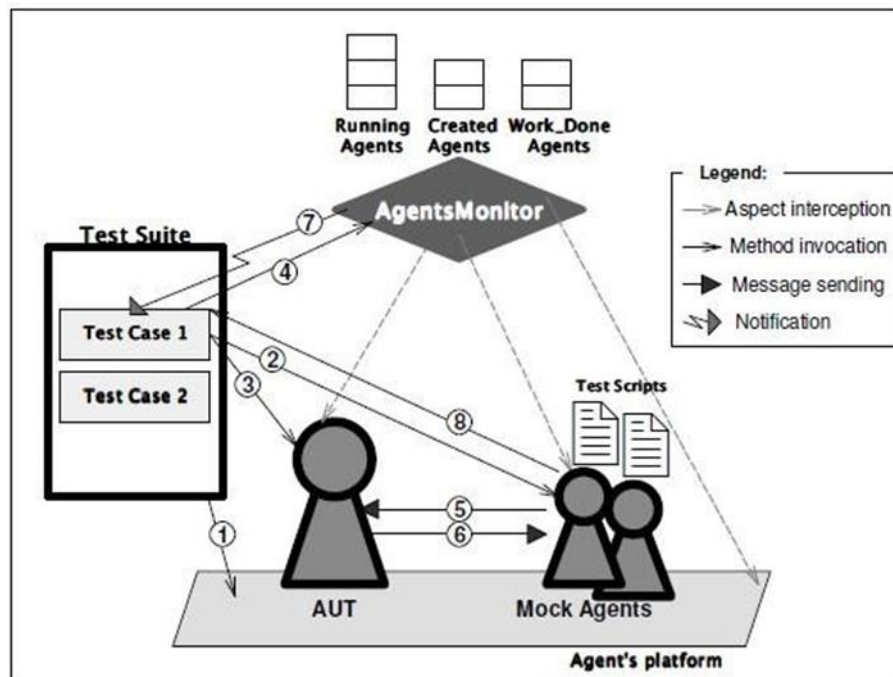 Running
Agents
Created
Agents
Work_Done
Agents
AgentsMonitor
Legend:
Aspect interception
Method invocation
Message sending
Notification
Test Suite
7
4
Test Case 1
Test Case 2
2
3
8
Test Scripts
5
6
1
AUT
Mock Agents
Agent's platform